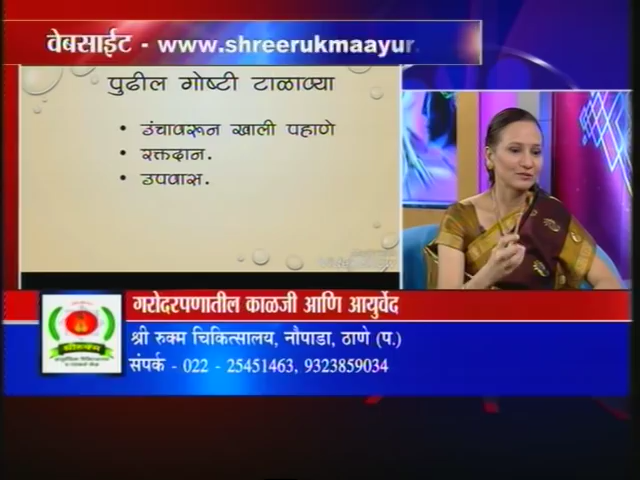 वेबसाईट - www.shreerukmaayur.
पुढील गोष्टी टाळाव्या
• उंचावरून खाली पहाणे
• रक्तदान.
• उपवास.
गरोदरपणातील काळजी आणि आयुर्वेद
श्री रुक्म चिकित्सालय, नौपाडा, ठाणे (प.)
संपर्क - 022 - 25451463, 9323859034